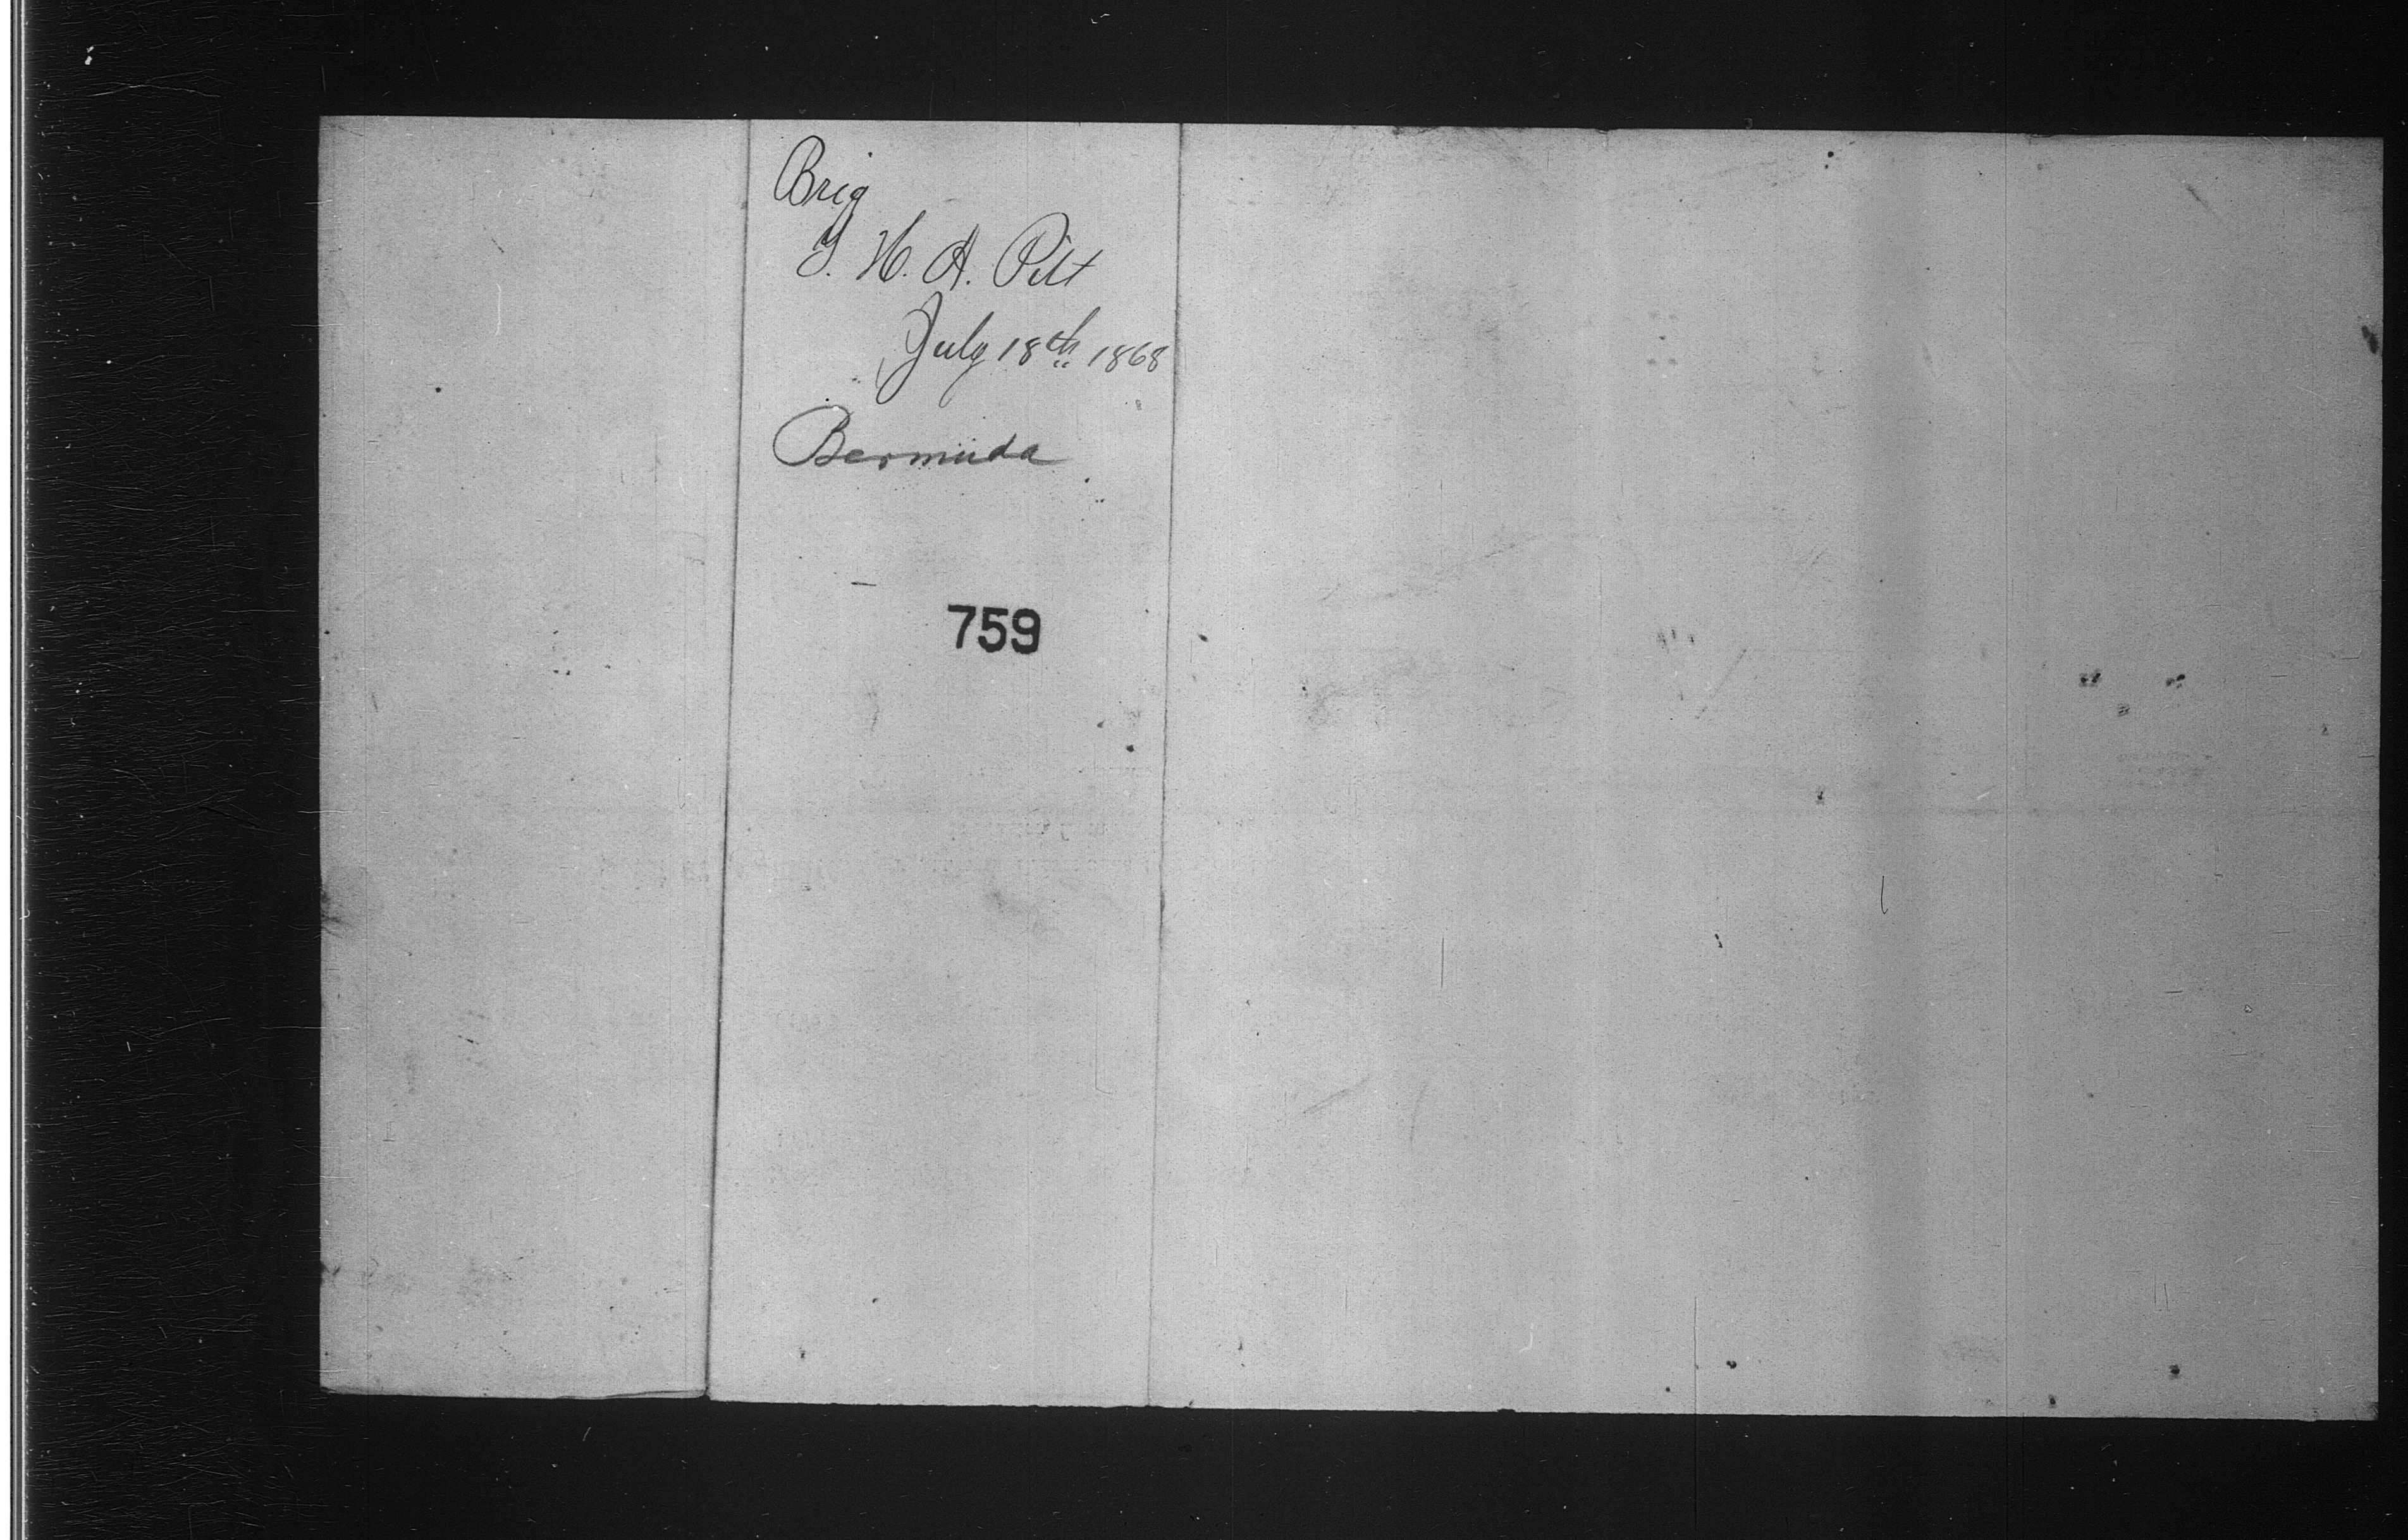 Brig
T. H. A. Pitt
July 18th 1868
Bermuda
759